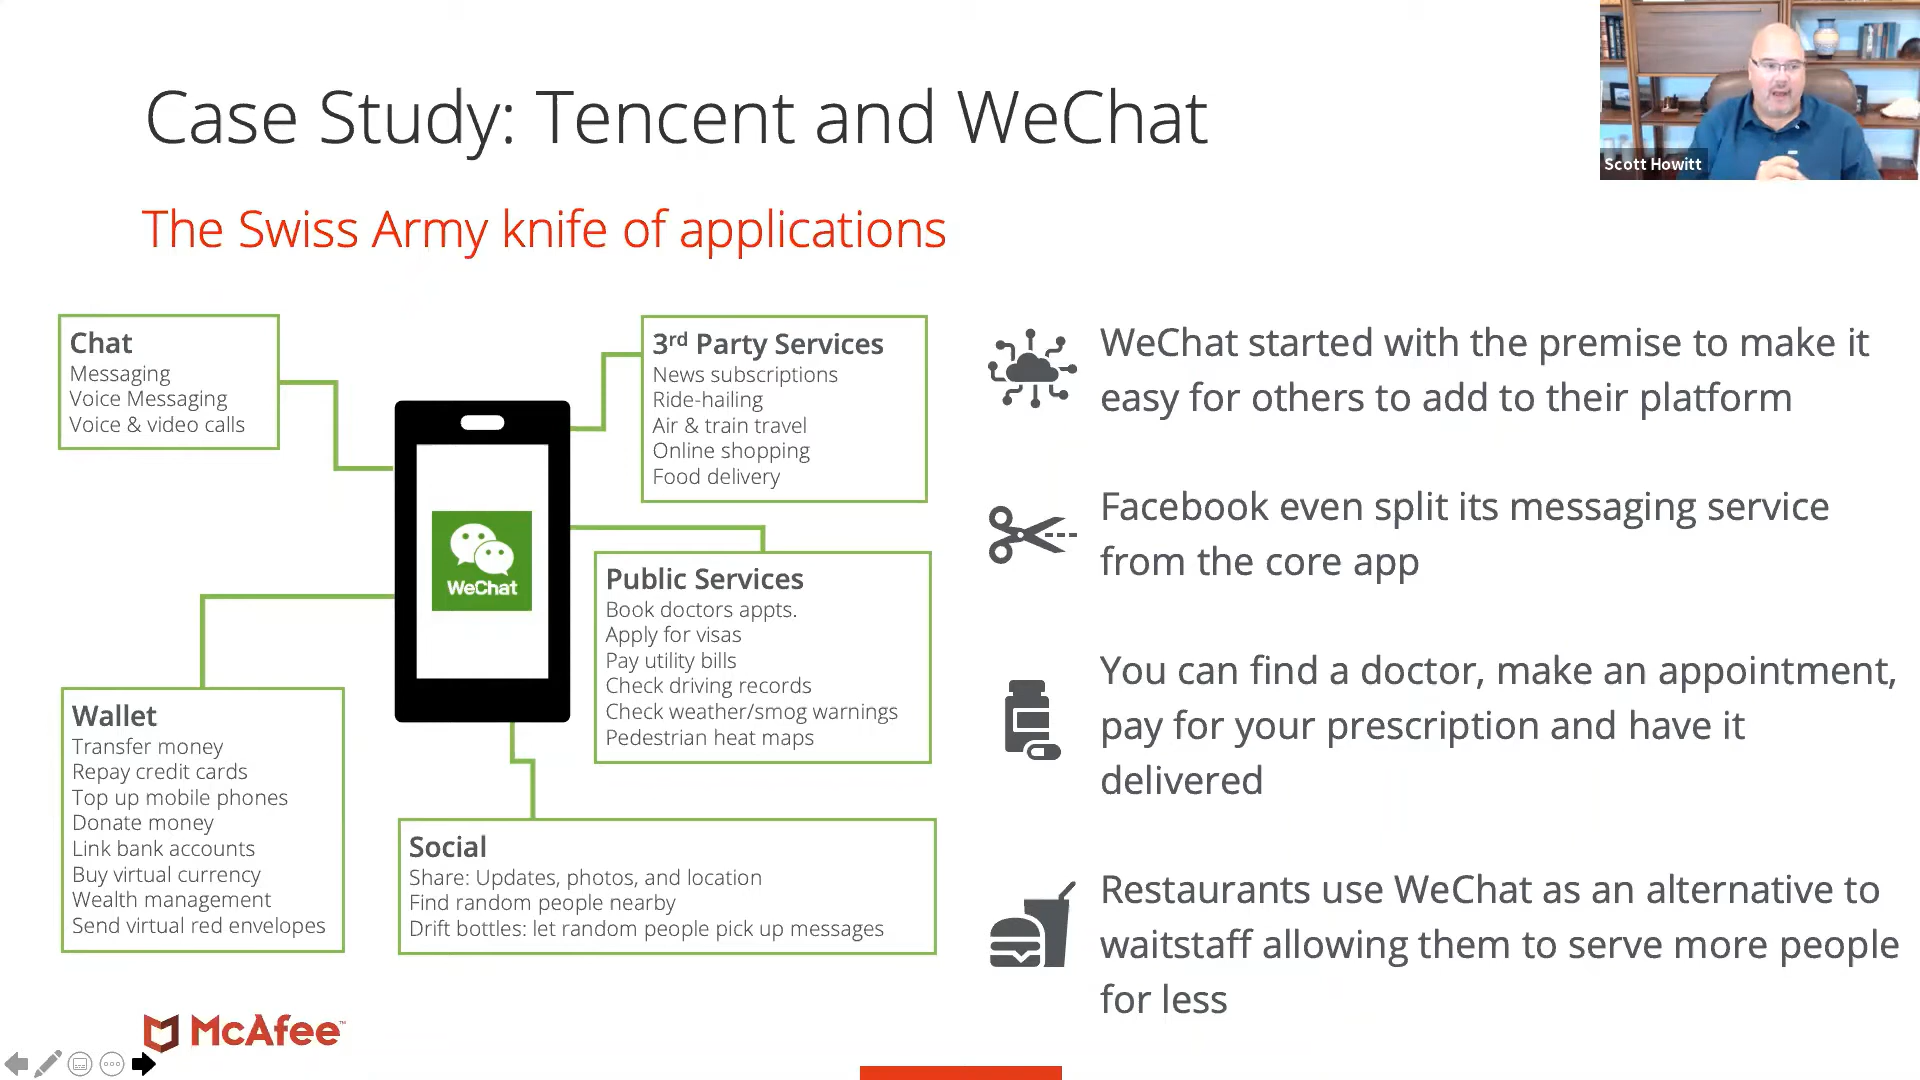 Case Study: Tencent and WeChat
Scott Howitt
The Swiss Army knife of applications
Chat
Messaging
Voice Messaging
Voice & video calls
3rd Party Services
News subscriptions
Ride-hailing
Air & train travel
Online shopping
Food delivery
WeChat
Public Services
Book doctors appts.
Apply for visas
Pay utility bills
Check driving records
Check weather/smog warnings
Pedestrian heat maps
Wallet
Transfer money
Repay credit cards
Top up mobile phones
Donate money
Link bank accounts
Buy virtual currency
Wealth management
Send virtual red envelopes
Social
Share: Updates, photos, and location
Find random people nearby
Drift bottles: let random people pick up messages
WeChat started with the premise to make it
easy for others to add to their platform
Facebook even split its messaging service
from the core app
You can find a doctor, make an appointment,
pay for your prescription and have it
delivered
Restaurants use WeChat as an alternative to
waitstaff allowing them to serve more people
for less
McAfee™